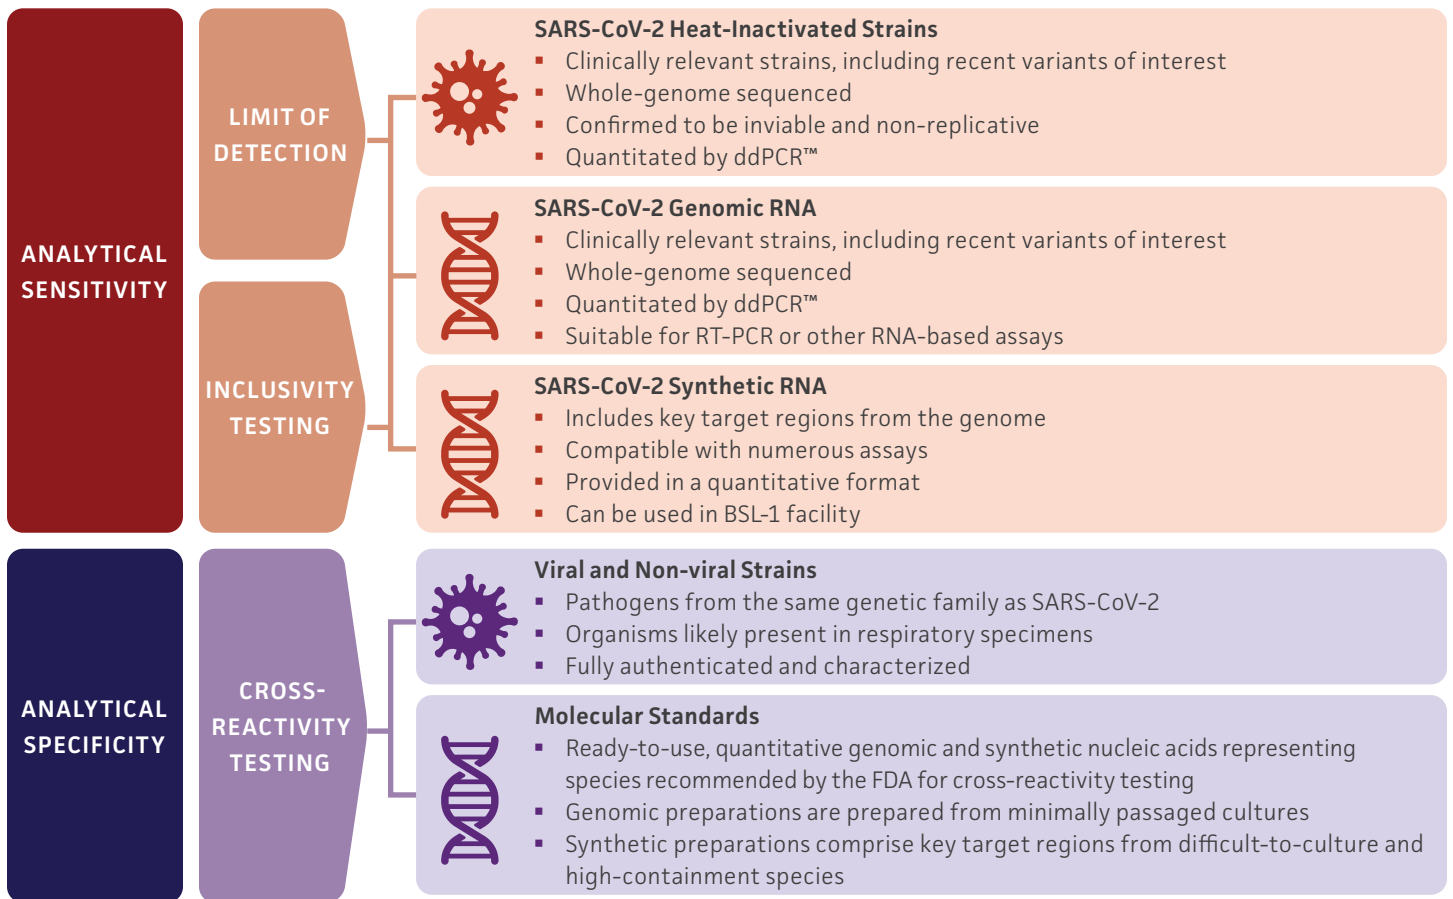 ANALYTICAL
SENSITIVITY
LIMIT OF
DETECTION
INCLUSIVITY
TESTING
SARS-CoV-2 Heat-Inactivated Strains
▪ Clinically relevant strains, including recent variants of interest
▪ Whole-genome sequenced
▪ Confirmed to be inviable and non-replicative
▪ Quantitated by ddPCR™
SARS-CoV-2 Genomic RNA
▪ Clinically relevant strains, including recent variants of interest
▪ Whole-genome sequenced
▪ Quantitated by ddPCR™
▪ Suitable for RT-PCR or other RNA-based assays
SARS-CoV-2 Synthetic RNA
▪ Includes key target regions from the genome
▪ Compatible with numerous assays
▪ Provided in a quantitative format
▪ Can be used in BSL-1 facility
ANALYTICAL
SPECIFICITY
CROSS-
REACTIVITY
TESTING
Viral and Non-viral Strains
▪ Pathogens from the same genetic family as SARS-CoV-2
▪ Organisms likely present in respiratory specimens
▪ Fully authenticated and characterized
Molecular Standards
▪ Ready-to-use, quantitative genomic and synthetic nucleic acids representing
species recommended by the FDA for cross-reactivity testing
▪ Genomic preparations are prepared from minimally passaged cultures
▪ Synthetic preparations comprise key target regions from difficult-to-culture and
high-containment species